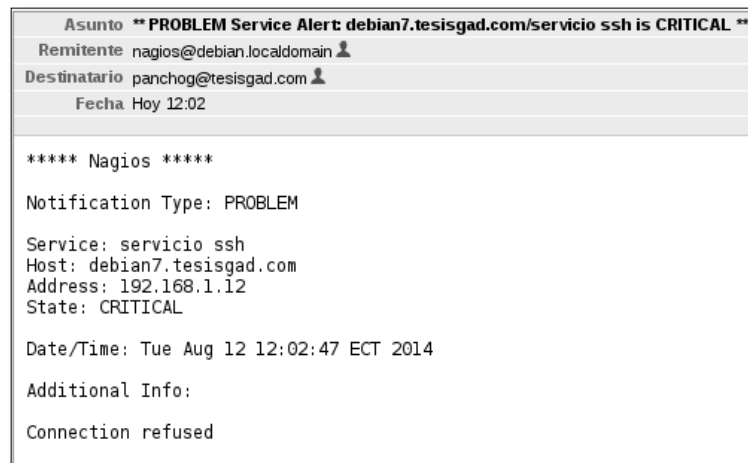 Asunto ** PROBLEM Service Alert: debian7.tesisgad.com/servicio ssh is CRITICAL **
Remitente nagios@debian.localdomain
Destinatario panchog@tesisgad.com
Fecha Hoy 12:02
***** Nagios *****
Notification Type: PROBLEM
Service: servicio ssh
Host: debian7.tesisgad.com
Address: 192.168.1.12
State: CRITICAL
Date/Time: Tue Aug 12 12:02:47 ECT 2014
Additional Info:
Connection refused